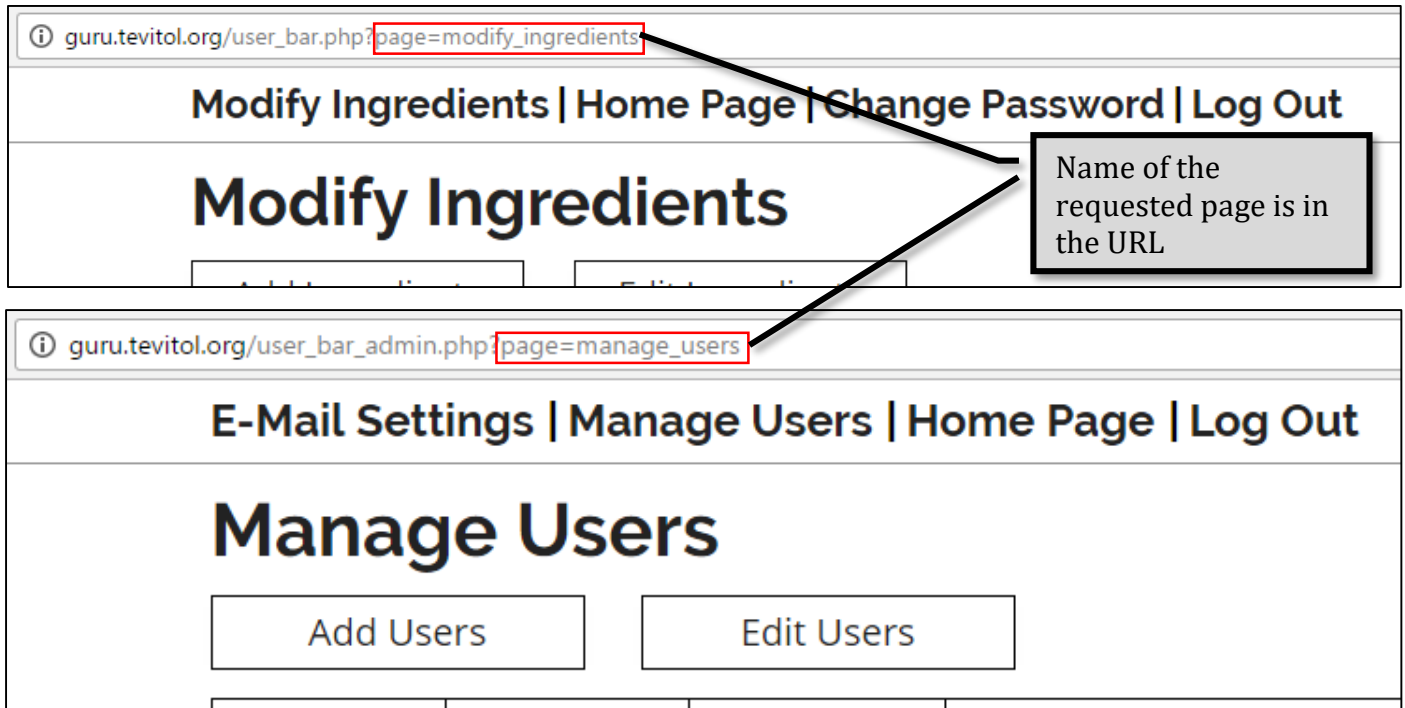 guru.tevitol.org/user_bar.php?page=modify_ingredients
Modify Ingredients | Home Page | Change Password | Log Out
Modify Ingredients
Name of the
requested page is in
the URL
guru.tevitol.org/user_bar_admin.php?page=manage_users
E-Mail Settings | Manage Users | Home Page | Log Out
Manage Users
Add Users Edit Users